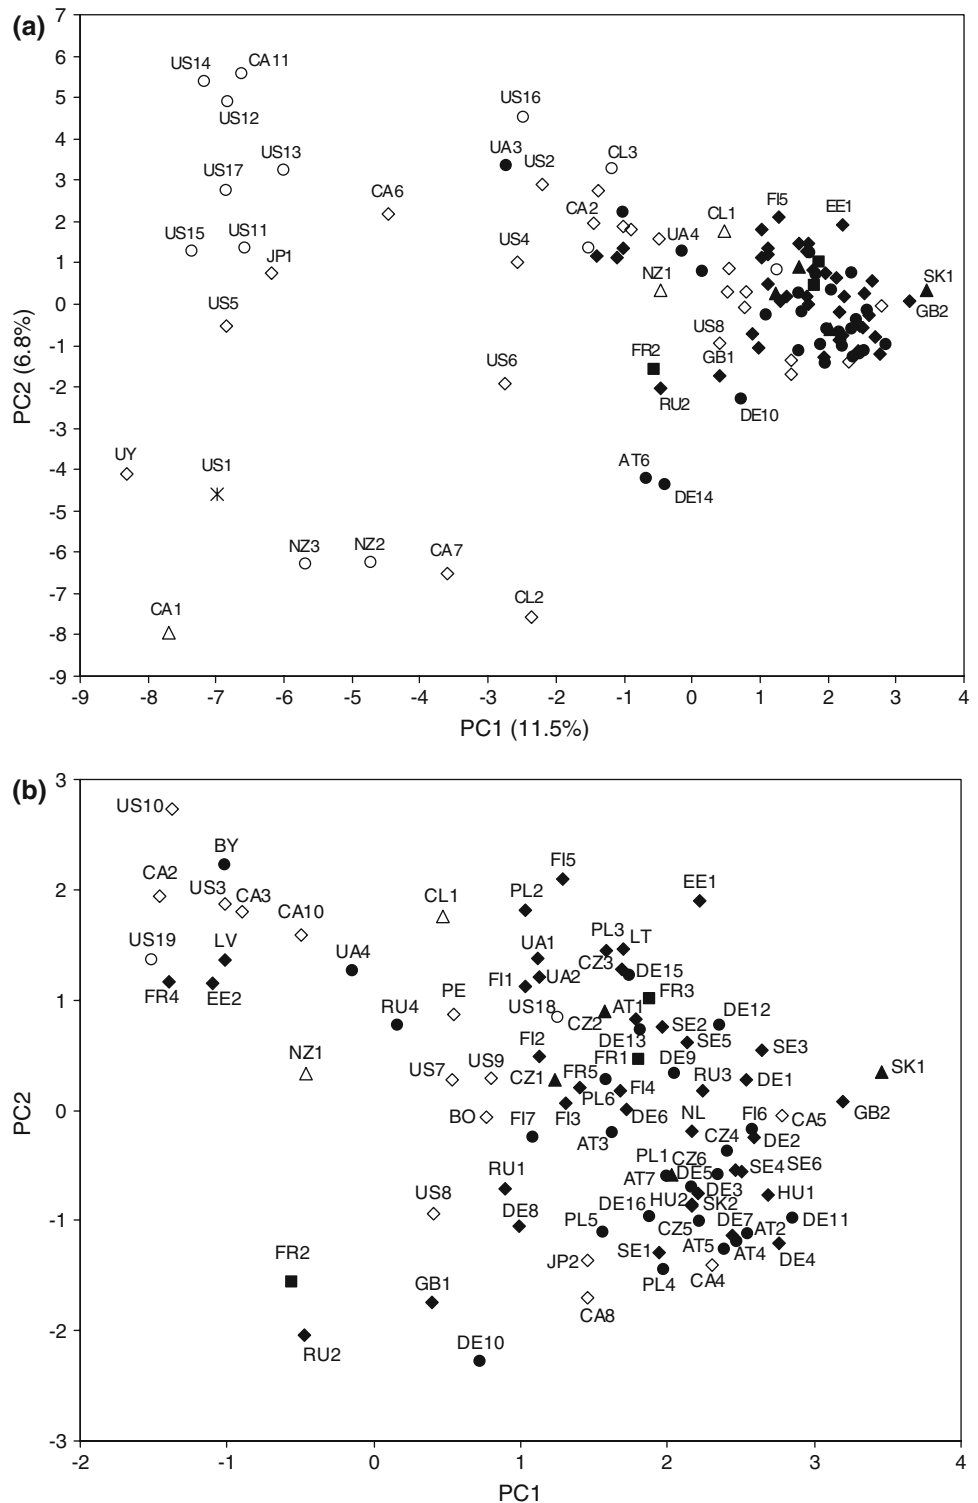 (a)
7
6
5
4
3
2
1
0
-1
-2
-3
-4
-5
-6
-7
-8
-9
PC2 (6.8%)
US14
CA11
US12
US16
US13
UA3
US2
CL3
US17
CA6
CA2
FI5
EE1
CL1
US15
US11
JP1
US4
UA4
NZ1
SK1
GB2
US5
US8
US6
FR2
GB1
RU2
DE10
UY
US1
AT6
DE14
NZ3
NZ2
CA7
CA1
CL2
-9 -8 -7 -6 -5 -4 -3 -2 -1 0 1 2 3 4
PC1 (11.5%)
(b)
3
2
1
0
-1
-2
-3
PC2
US10
BY
FI5
CA2
US3
CA3
CL1
PL2
EE1
CA10
US19
LV
UA4
UA1
PL3
LT
CZ3
DE15
FR4
EE2
FI1
UA2
PE
RU4
US18
CZ2
AT1
FR3
DE12
SE2
SE5
DE13
NZ1
FI2
FR1
DE9
SE3
US7
US9
CZ1
FR5
RU3
DE1
SK1
GB2
PL6
FI4
BO
FI7
FI3
DE6
NL
FI6
CA5
AT3
CZ4
DE2
RU1
PL1
CZ6
SE4
SE6
AT7
DE5
US8
DE8
DE16
HU2
DE3
SK2
HU1
PL5
CZ5
DE7
AT2
DE11
JP2
SE1
AT5
AT4
DE4
FR2
PL4
CA4
GB1
CA8
RU2
DE10
-2 -1 0 1 2 3 4
PC1